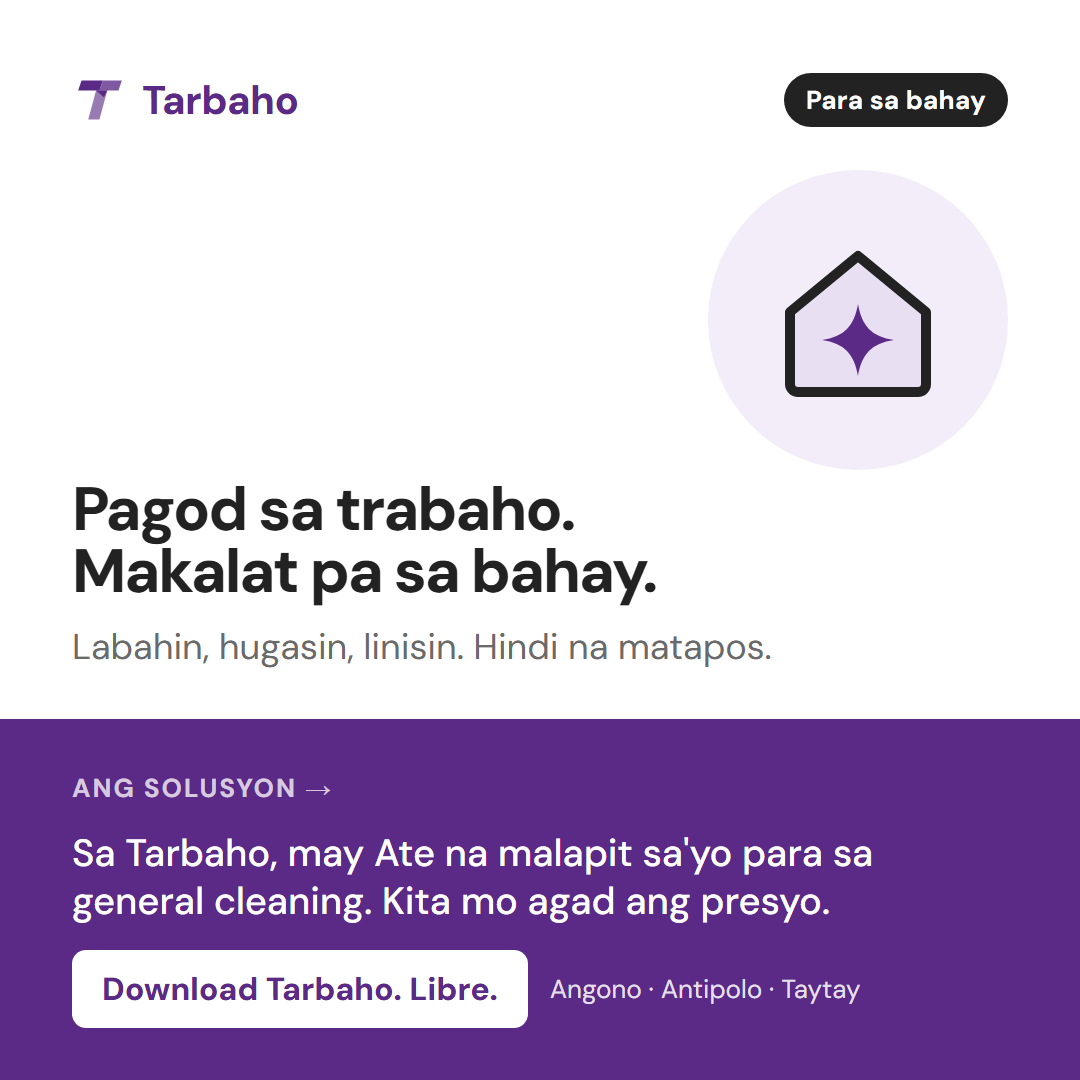 Tarbaho
Para sa bahay
Pagod sa trabaho.
Makalat pa sa bahay.
Labahin, hugasin, linisin. Hindi na matapos.
ANG SOLUSYON →
Sa Tarbaho, may Ate na malapit sa'yo para sa
general cleaning. Kita mo agad ang presyo.
Download Tarbaho. Libre.
Angono · Antipolo · Taytay